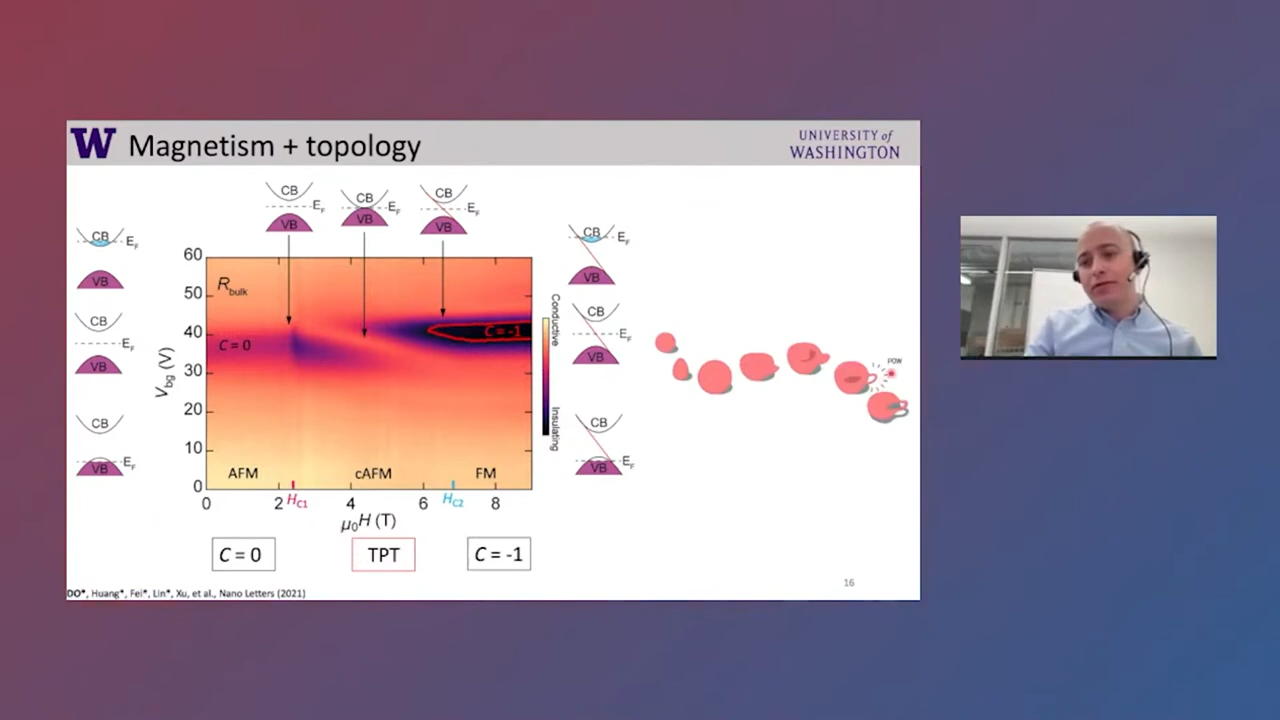 W Magnetism + topology
UNIVERSITY of
WASHINGTON
CB
E_F
VB
CB
E_F
VB
CB
E_F
VB
CB
E_F
VB
CB
E_F
VB
CB
E_F
VB
R_bulk
C = 0
C = -1
AFM
cAFM
FM
60
50
40
30
20
10
0
V_bg (V)
0
2
H_C1
4
6
H_C2
8
μ₀H (T)
Conductive
Insulating
CB
E_F
VB
CB
E_F
VB
CB
E_F
VB
POW
C = 0
TPT
C = -1
16
DO*, Huang*, Fei*, Lin*, Xu, et al., Nano Letters (2021)